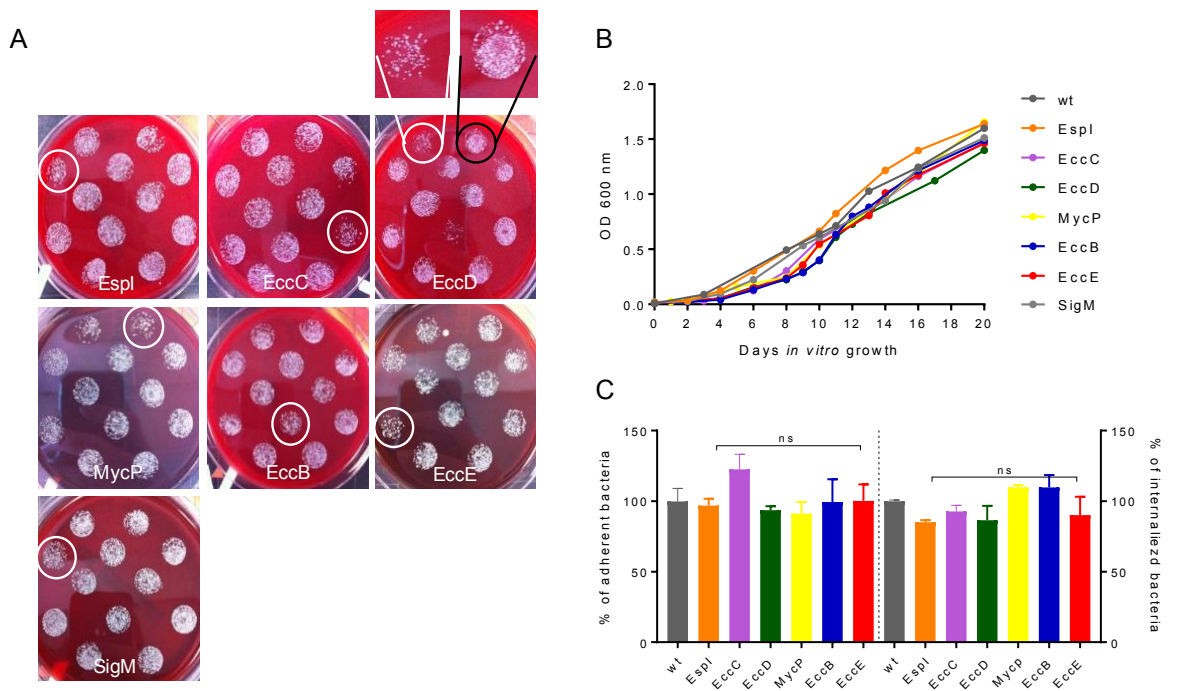 A
EspI
EccC
EccD
MycP
EccB
EccE
SigM
B
OD 600 nm
2.0
1.5
1.0
0.5
0.0
0 2 4 6 8 10 12 14 16 18 20
Days in vitro growth
wt
EspI
EccC
EccD
MycP
EccB
EccE
SigM
C
% of adherent bacteria
150
100
50
0
ns
ns
150
100
50
0
% of internaliezd bacteria
wt EspI EccC EccD MycP EccB EccE wt EspI EccC EccD Mycp EccB EccE